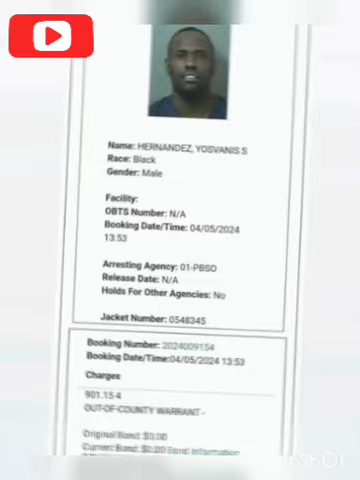 Name: HERNANDEZ, YOSVANIS S
Race: Black
Gender: Male
Facility:
OBTS Number: N/A
Booking Date/Time: 04/05/2024
13:53
Arresting Agency: 01-PBSO
Release Date: N/A
Holds For Other Agencies: No
Jacket Number: 0548345
Booking Number: 2024009154
Booking Date/Time:04/05/2024 13:53
Charges
901.15 4
OUT-OF-COUNTY WARRANT -
Original Bond: $0.00
Current Bond: $0.00 Bond Information